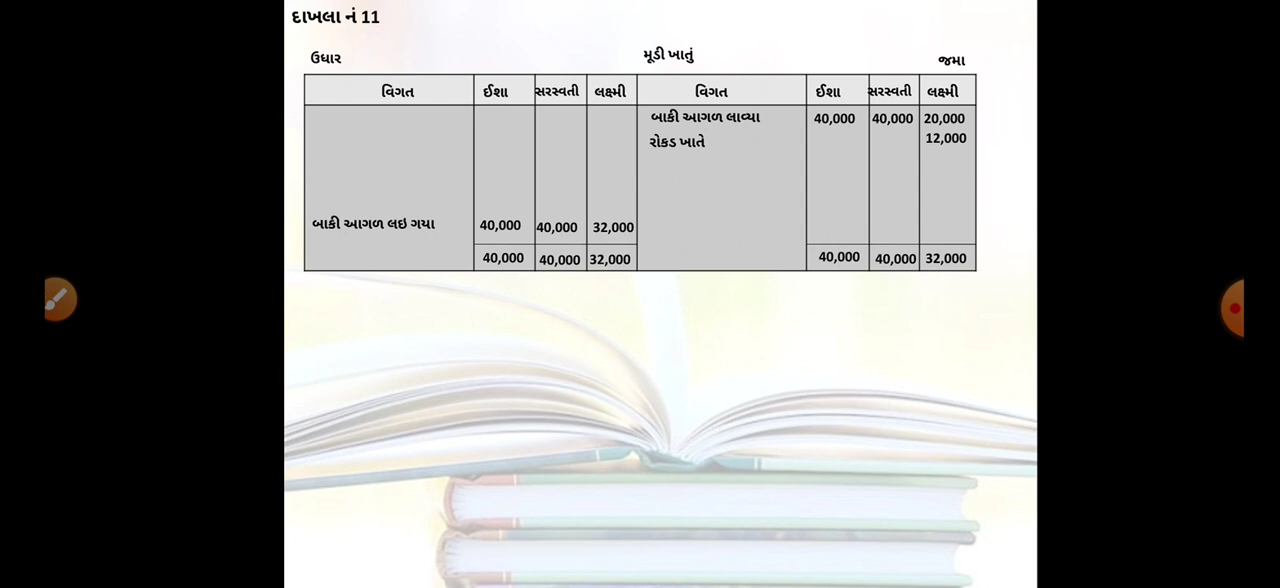 દાખલા નં 11
ઉધાર મૂડી ખાતું જમા
વિગત ઈશા સરસ્વતી લક્ષ્મી વિગત ઈશા સરસ્વતી લક્ષ્મી
બાકી આગળ લાવ્યા 40,000 40,000 20,000
રોકડ ખાતે 12,000
બાકી આગળ લઇ ગયા 40,000 40,000 32,000
40,000 40,000 32,000 40,000 40,000 32,000